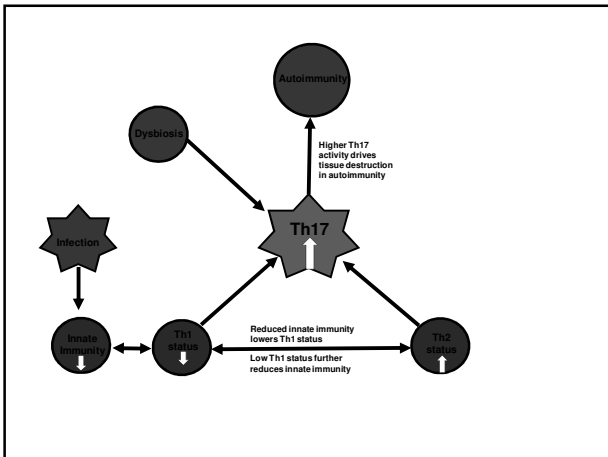 Autoimmunity
Dysbiosis
Higher Th17
activity drives
tissue destruction
in autoimmunity
Th17
Infection
Innate
Immunity
Th1
status
Reduced innate immunity
lowers Th1 status
Low Th1 status further
reduces innate immunity
Th2
status